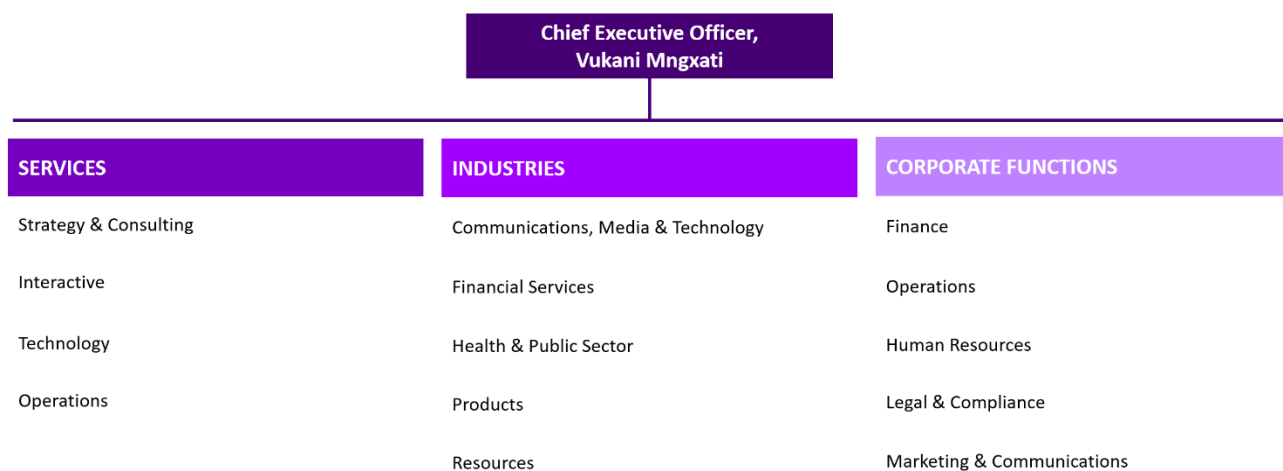 Chief Executive Officer,
Vukani Mngxati
SERVICES
Strategy & Consulting
Interactive
Technology
Operations
INDUSTRIES
Communications, Media & Technology
Financial Services
Health & Public Sector
Products
Resources
CORPORATE FUNCTIONS
Finance
Operations
Human Resources
Legal & Compliance
Marketing & Communications